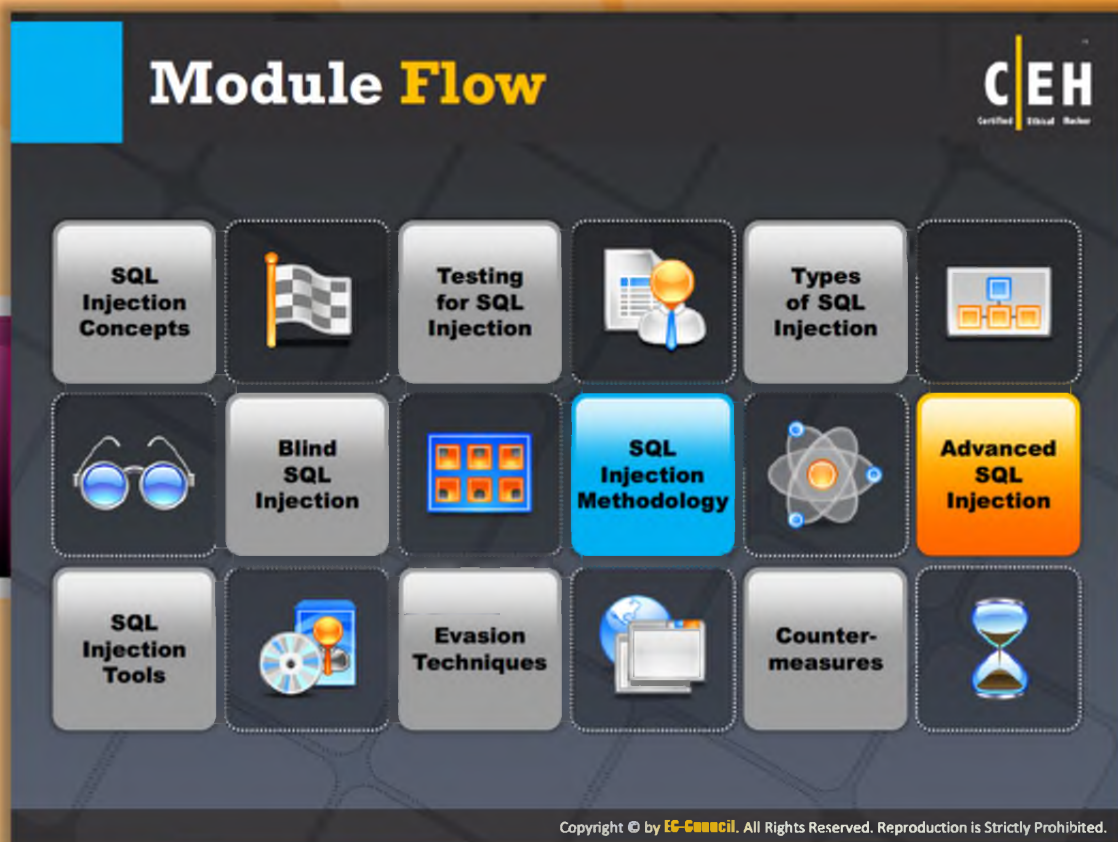 Module Flow
C|EH
Certified Ethical Hacker
SQL
Injection
Concepts
Testing
for SQL
Injection
Types
of SQL
Injection
Blind
SQL
Injection
SQL
Injection
Methodology
Advanced
SQL
Injection
SQL
Injection
Tools
Evasion
Techniques
Counter-
measures
Copyright © by EC-Council. All Rights Reserved. Reproduction is Strictly Prohibited.